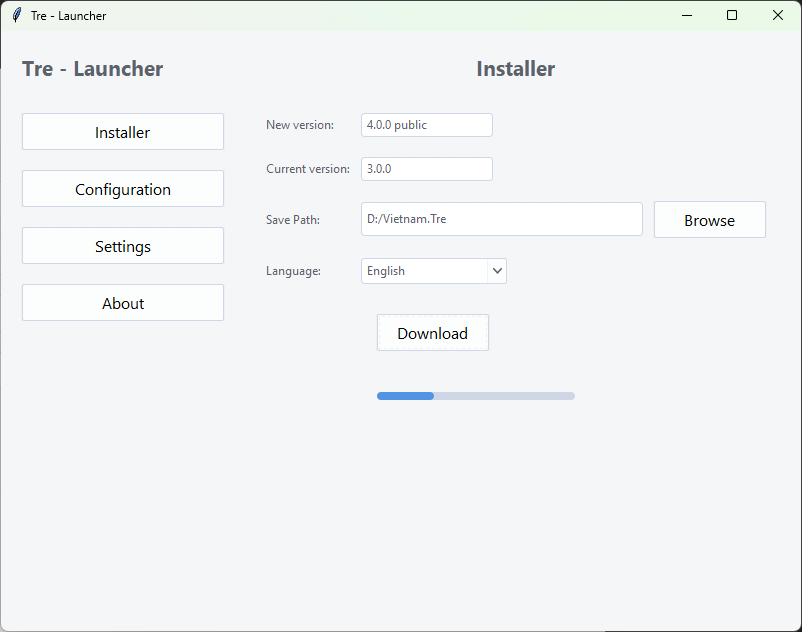 Tre - Launcher
Tre - Launcher
Installer
Configuration
Settings
About
Installer
New version: 4.0.0 public
Current version: 3.0.0
Save Path: D:/Vietnam.Tre Browse
Language: English
Download